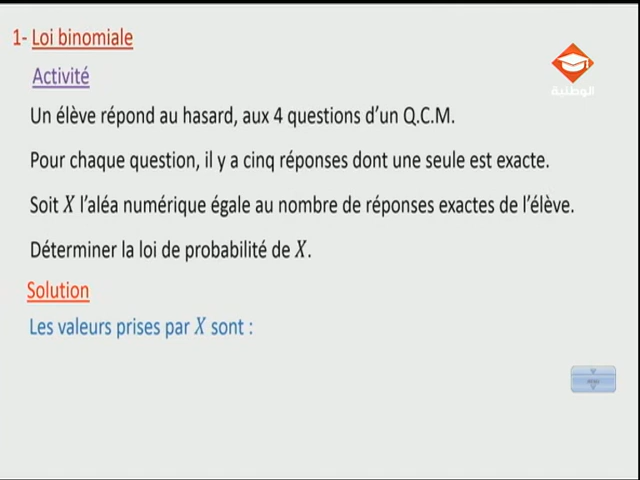 1- Loi binomiale
الوطنية
Activité
Un élève répond au hasard, aux 4 questions d'un Q.C.M.
Pour chaque question, il y a cinq réponses dont une seule est exacte.
Soit X l'aléa numérique égale au nombre de réponses exactes de l'élève.
Déterminer la loi de probabilité de X.
Solution
Les valeurs prises par X sont :